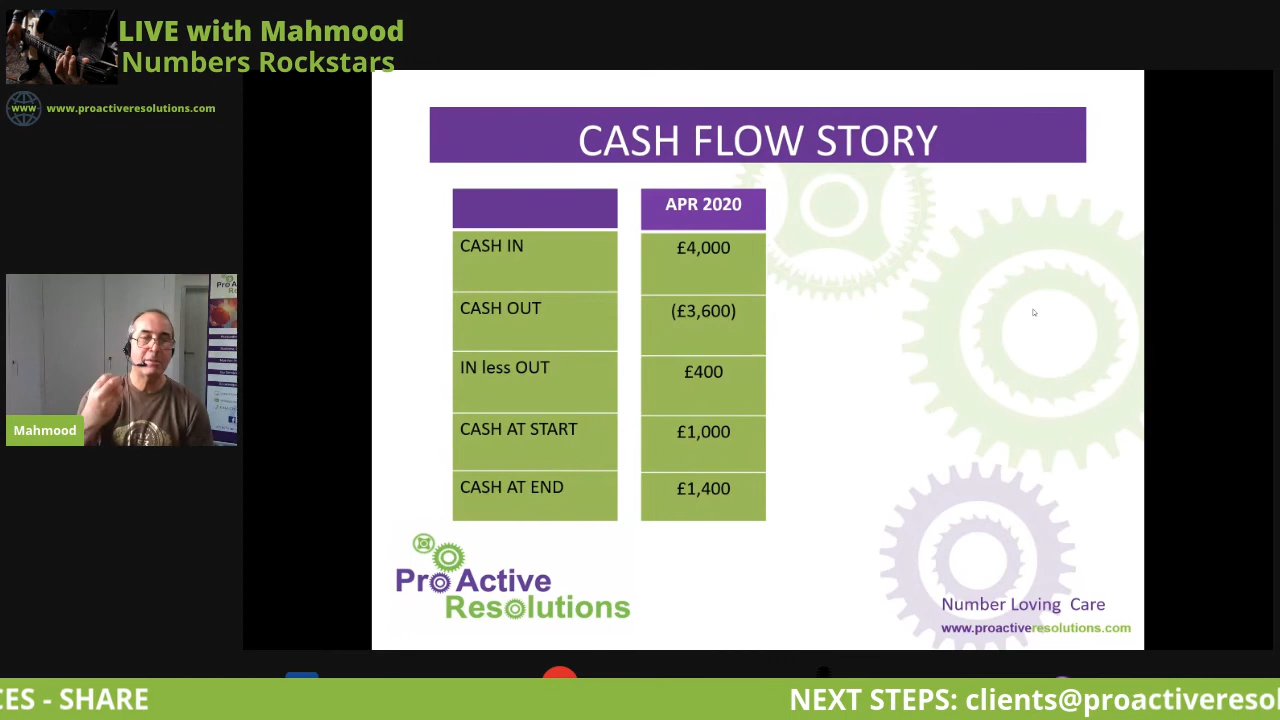 LIVE with Mahmood
Numbers Rockstars
www
www.proactiveresolutions.com
CASH FLOW STORY
APR 2020
CASH IN
£4,000
CASH OUT
(£3,600)
IN less OUT
£400
CASH AT START
£1,000
CASH AT END
£1,400
Mahmood
ProActive
Resolutions
Number Loving Care
www.proactiveresolutions.com
CES - SHARE
NEXT STEPS: clients@proactiveresol